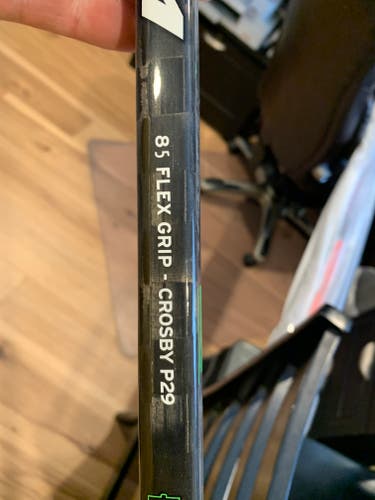 85 FLEX GRIP - CROSBY P29